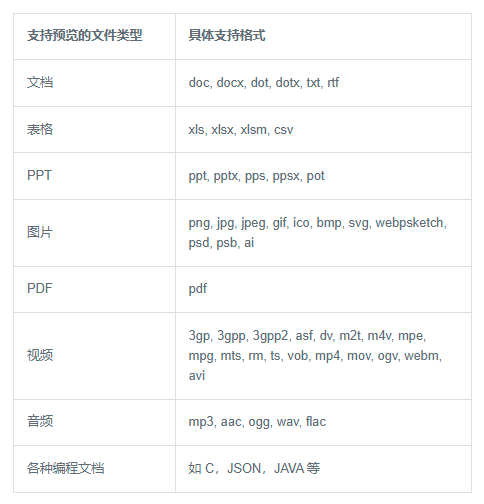 支持预览的文件类型 具体支持格式
文档 doc, docx, dot, dotx, txt, rtf
表格 xls, xlsx, xlsm, csv
PPT ppt, pptx, pps, ppsx, pot
图片 png, jpg, jpeg, gif, ico, bmp, svg, webpsketch,
psd, psb, ai
PDF pdf
视频 3gp, 3gpp, 3gpp2, asf, dv, m2t, m4v, mpe,
mpg, mts, rm, ts, vob, mp4, mov, ogv, webm,
avi
音频 mp3, aac, ogg, wav, flac
各种编程文档 如 C，JSON，JAVA 等